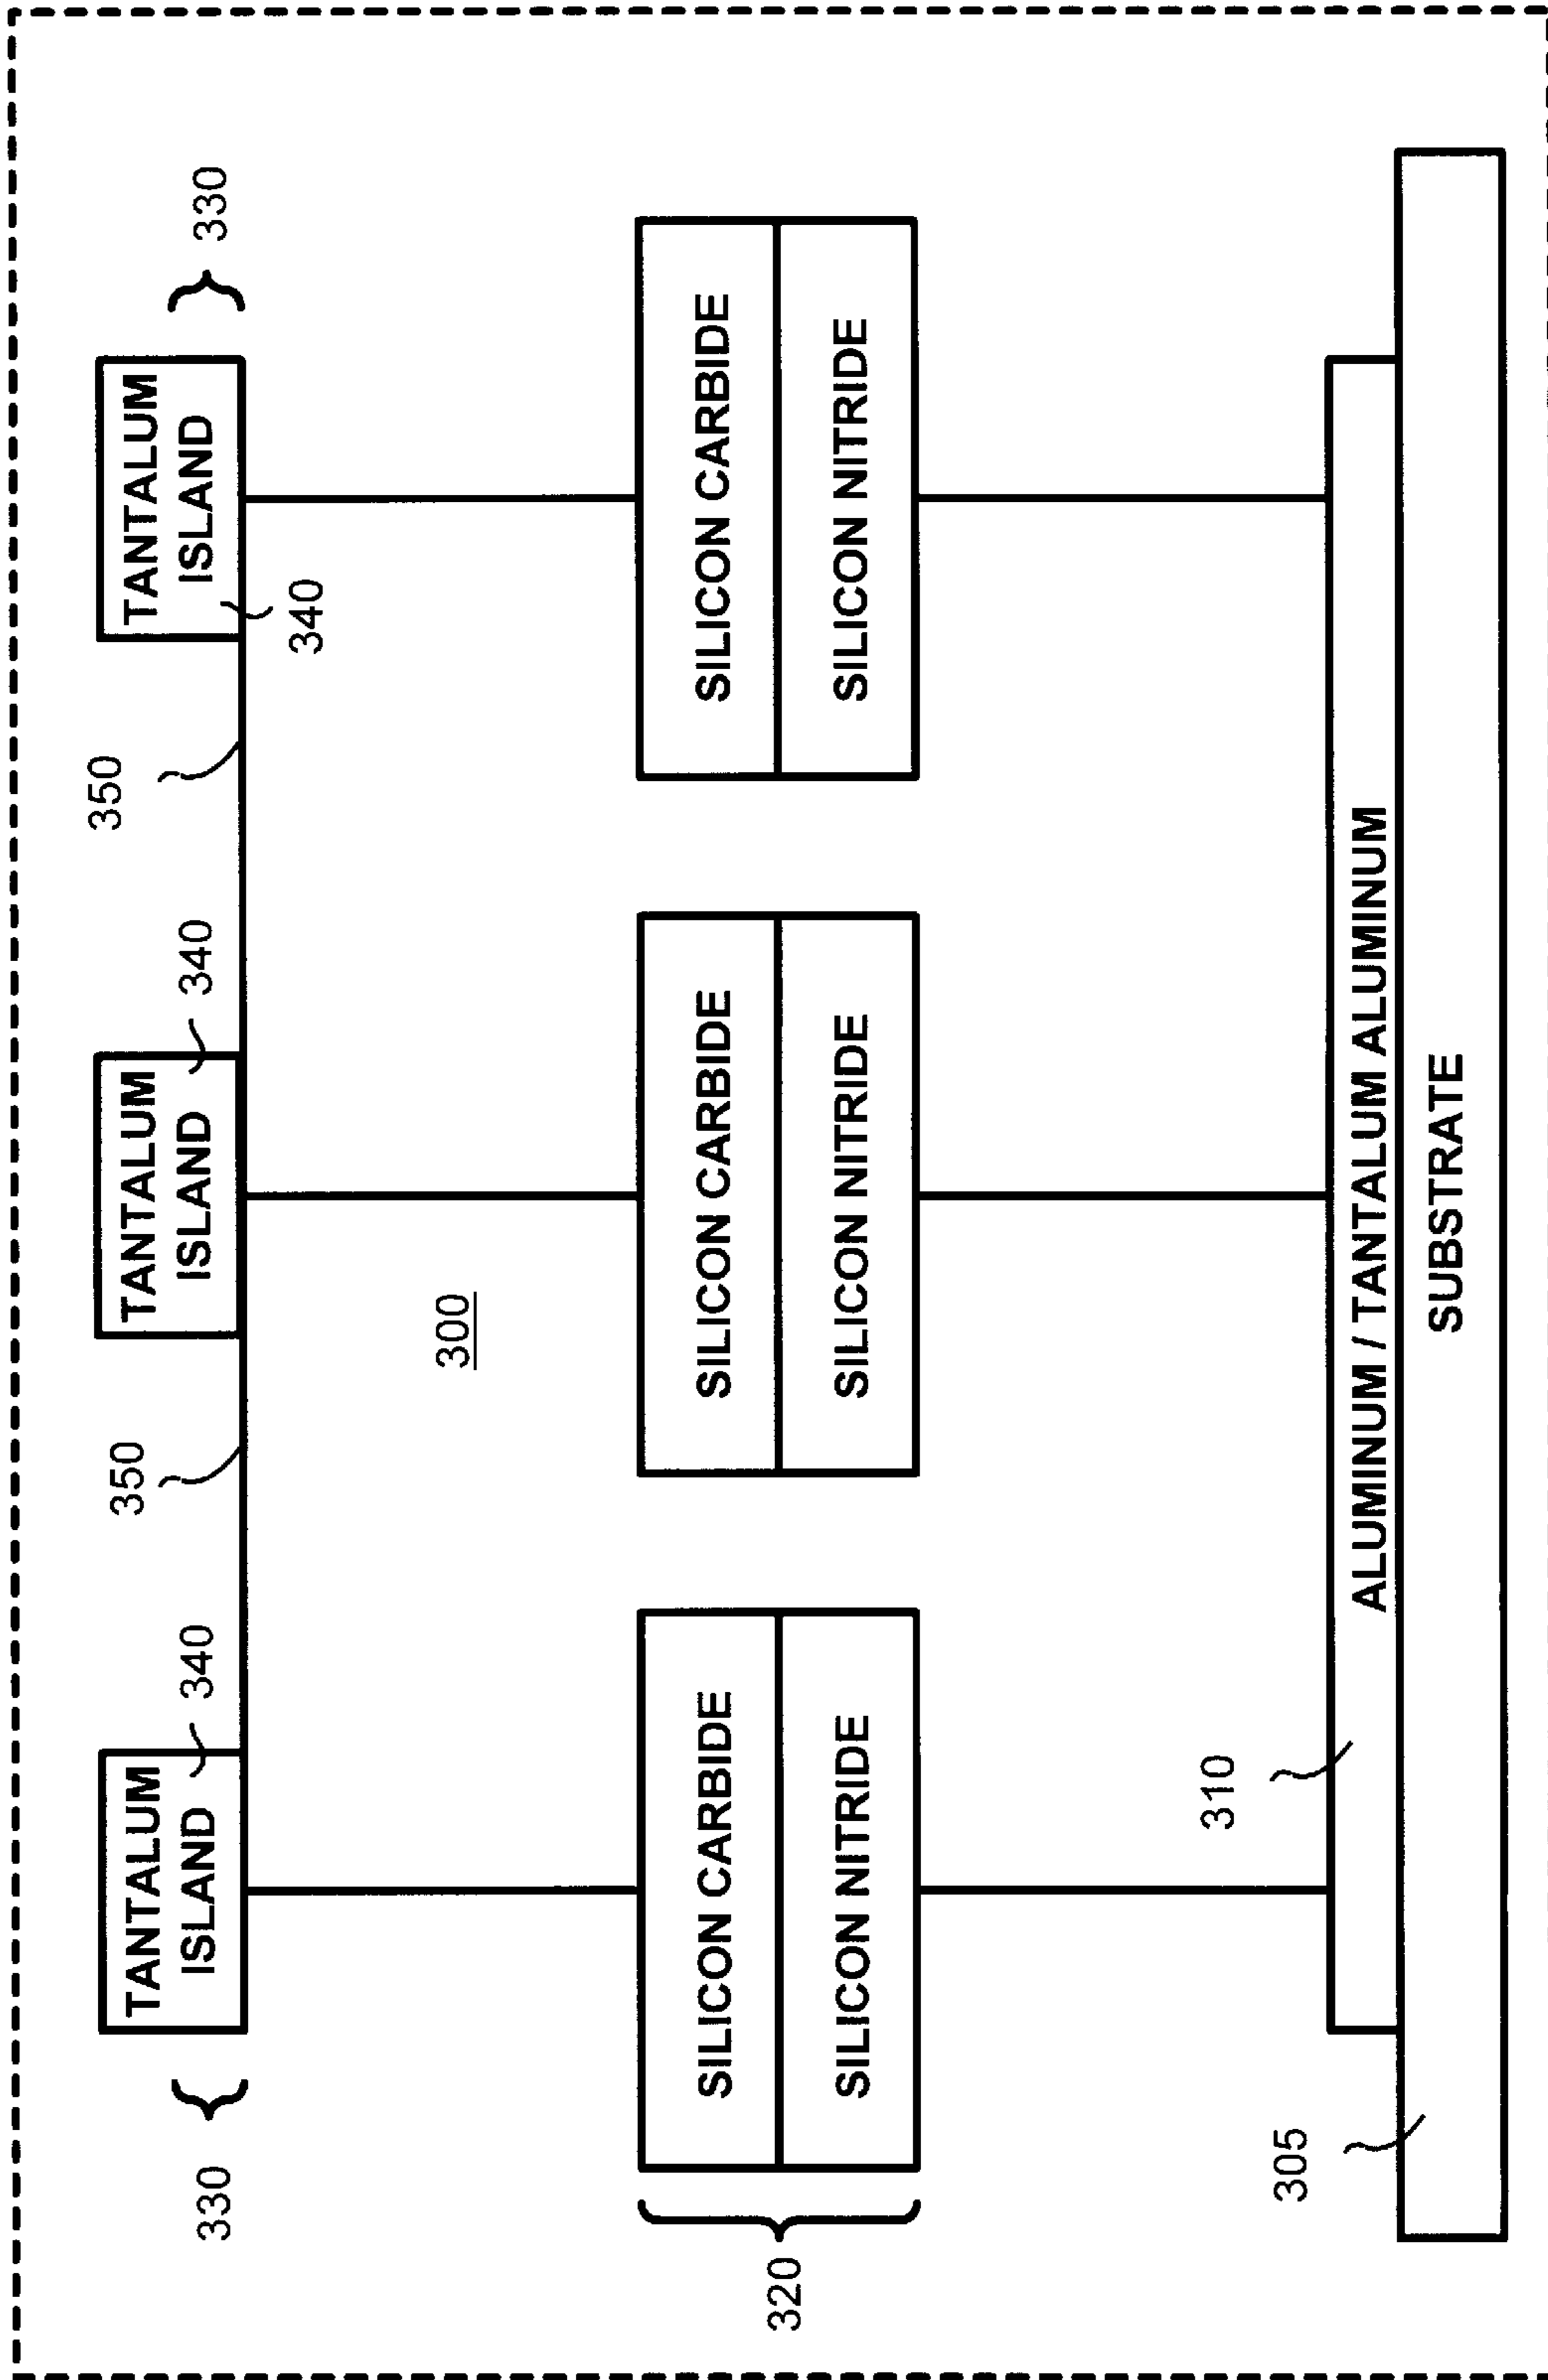 330
TANTALUM
ISLAND
340
350
TANTALUM
ISLAND
340
350
TANTALUM
ISLAND
340
330
300
320
SILICON CARBIDE
SILICON NITRIDE
SILICON CARBIDE
SILICON NITRIDE
SILICON CARBIDE
SILICON NITRIDE
310
305
ALUMINUM / TANTALUM ALUMINUM
SUBSTRATE